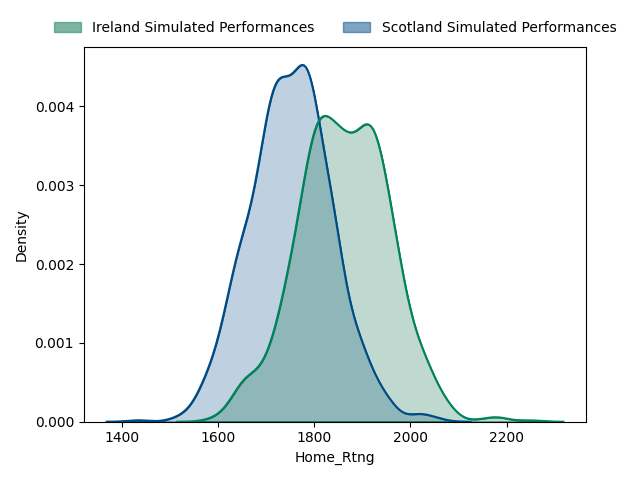 Ireland Simulated Performances Scotland Simulated Performances
0.004
0.003
0.002
0.001
0.000
Density
1400 1600 1800 2000 2200
Home_Rtng